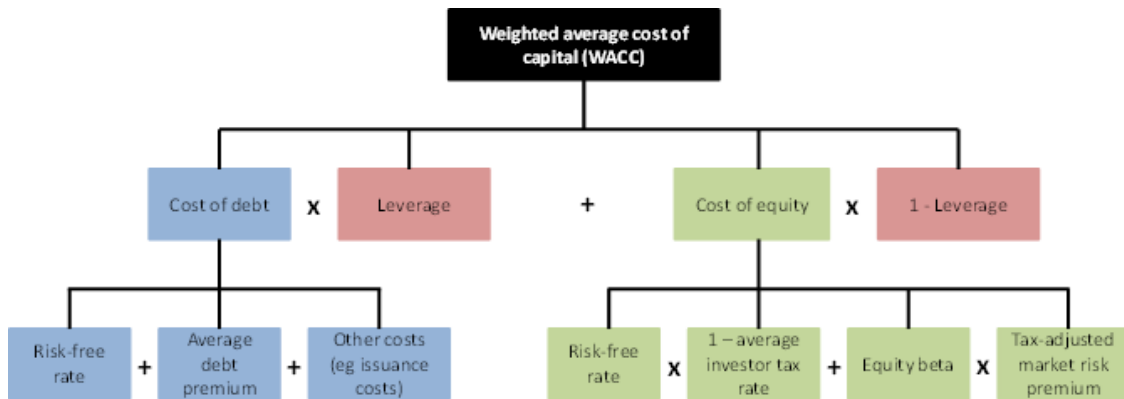 Weighted average cost of
capital (WACC)
Cost of debt x Leverage + Cost of equity x 1 - Leverage
Risk-free
rate
+
Average
debt
premium
+
Other costs
(eg issuance
costs)
Risk-free
rate
x
1 – average
investor tax
rate
+
Equity beta
x
Tax-adjusted
market risk
premium